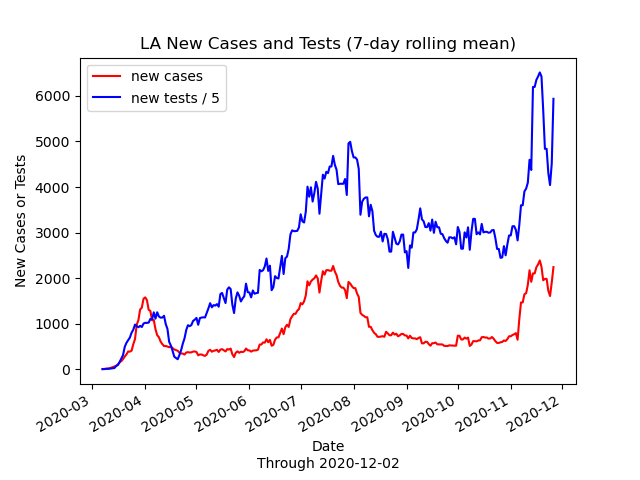 LA New Cases and Tests (7-day rolling mean)
new cases
new tests / 5
New Cases or Tests
6000
5000
4000
3000
2000
1000
0
2020-03
2020-04
2020-05
2020-06
2020-07
2020-08
2020-09
2020-10
2020-11
2020-12
Date
Through 2020-12-02